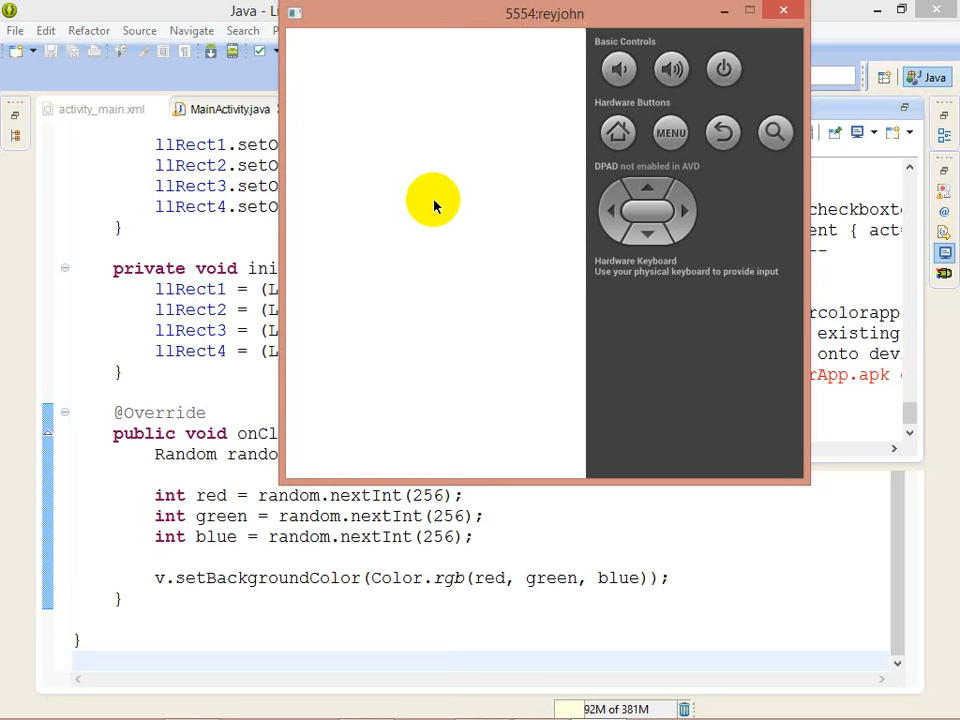 Java - Li
5554:reyjohn
File Edit Refactor Source Navigate Search
Java
activity_main.xml MainActivity.java
Basic Controls
Hardware Buttons
MENU
DPAD not enabled in AVD
Hardware Keyboard
Use your physical keyboard to provide input
llRect1.setO
llRect2.setO
llRect3.setO
llRect4.setO
}
private void ini
llRect1 = (L
llRect2 = (L
llRect3 = (L
llRect4 = (L
}
@Override
public void onCl
Random rando
int red = random.nextInt(256);
int green = random.nextInt(256);
int blue = random.nextInt(256);
v.setBackgroundColor(Color.rgb(red, green, blue));
}
}
checkboxte
ent { act=
--
rcolorapp
existing
onto devi
rApp.apk
92M of 381M